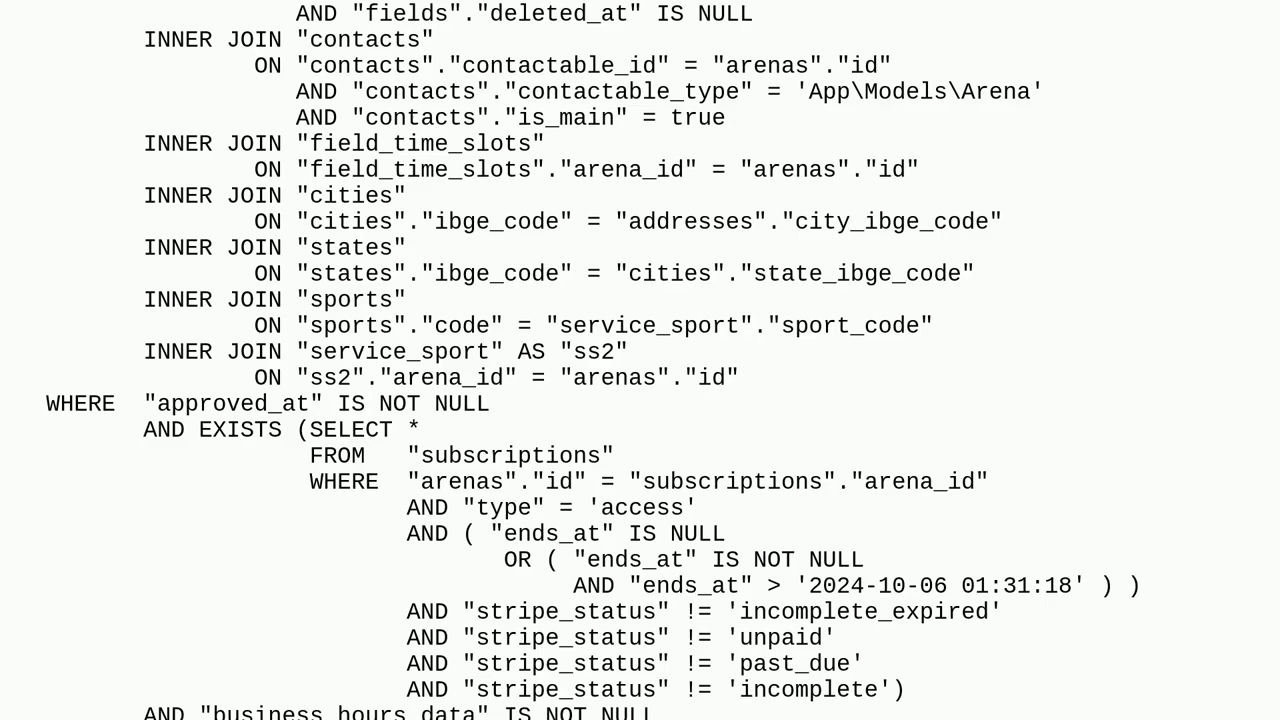 AND "fields"."deleted_at" IS NULL
INNER JOIN "contacts"
ON "contacts"."contactable_id" = "arenas"."id"
AND "contacts"."contactable_type" = 'App\Models\Arena'
AND "contacts"."is_main" = true
INNER JOIN "field_time_slots"
ON "field_time_slots"."arena_id" = "arenas"."id"
INNER JOIN "cities"
ON "cities"."ibge_code" = "addresses"."city_ibge_code"
INNER JOIN "states"
ON "states"."ibge_code" = "cities"."state_ibge_code"
INNER JOIN "sports"
ON "sports"."code" = "service_sport"."sport_code"
INNER JOIN "service_sport" AS "ss2"
ON "ss2"."arena_id" = "arenas"."id"
WHERE "approved_at" IS NOT NULL
AND EXISTS (SELECT *
FROM "subscriptions"
WHERE "arenas"."id" = "subscriptions"."arena_id"
AND "type" = 'access'
AND ( "ends_at" IS NULL
OR ( "ends_at" IS NOT NULL
AND "ends_at" > '2024-10-06 01:31:18' ) )
AND "stripe_status" != 'incomplete_expired'
AND "stripe_status" != 'unpaid'
AND "stripe_status" != 'past_due'
AND "stripe_status" != 'incomplete')
AND "business_hours_data" IS NOT NULL